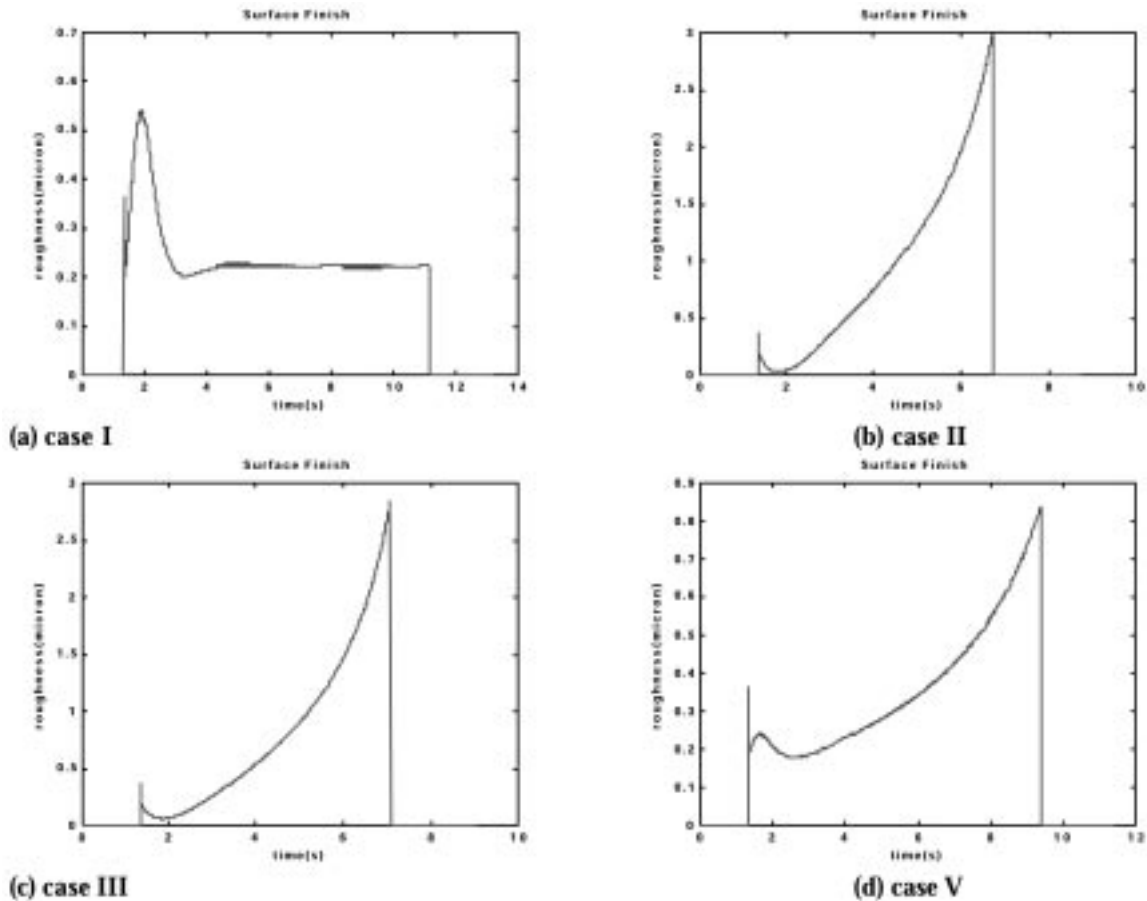 Surface Finish
0.7
0.6
0.5
0.4
0.3
0.2
0.1
0
roughness(micron)
0 2 4 6 8 10 12 14
time(s)
(a) case I
Surface Finish
3
2.5
2
1.5
1
0.5
0
roughness(micron)
0 2 4 6 8 10
time(s)
(b) case II
Surface Finish
3
2.5
2
1.5
1
0.5
0
roughness(micron)
0 2 4 6 8 10
time(s)
(c) case III
Surface Finish
0.9
0.8
0.7
0.6
0.5
0.4
0.3
0.2
0.1
0
roughness(micron)
0 2 4 6 8 10 12
time(s)
(d) case V